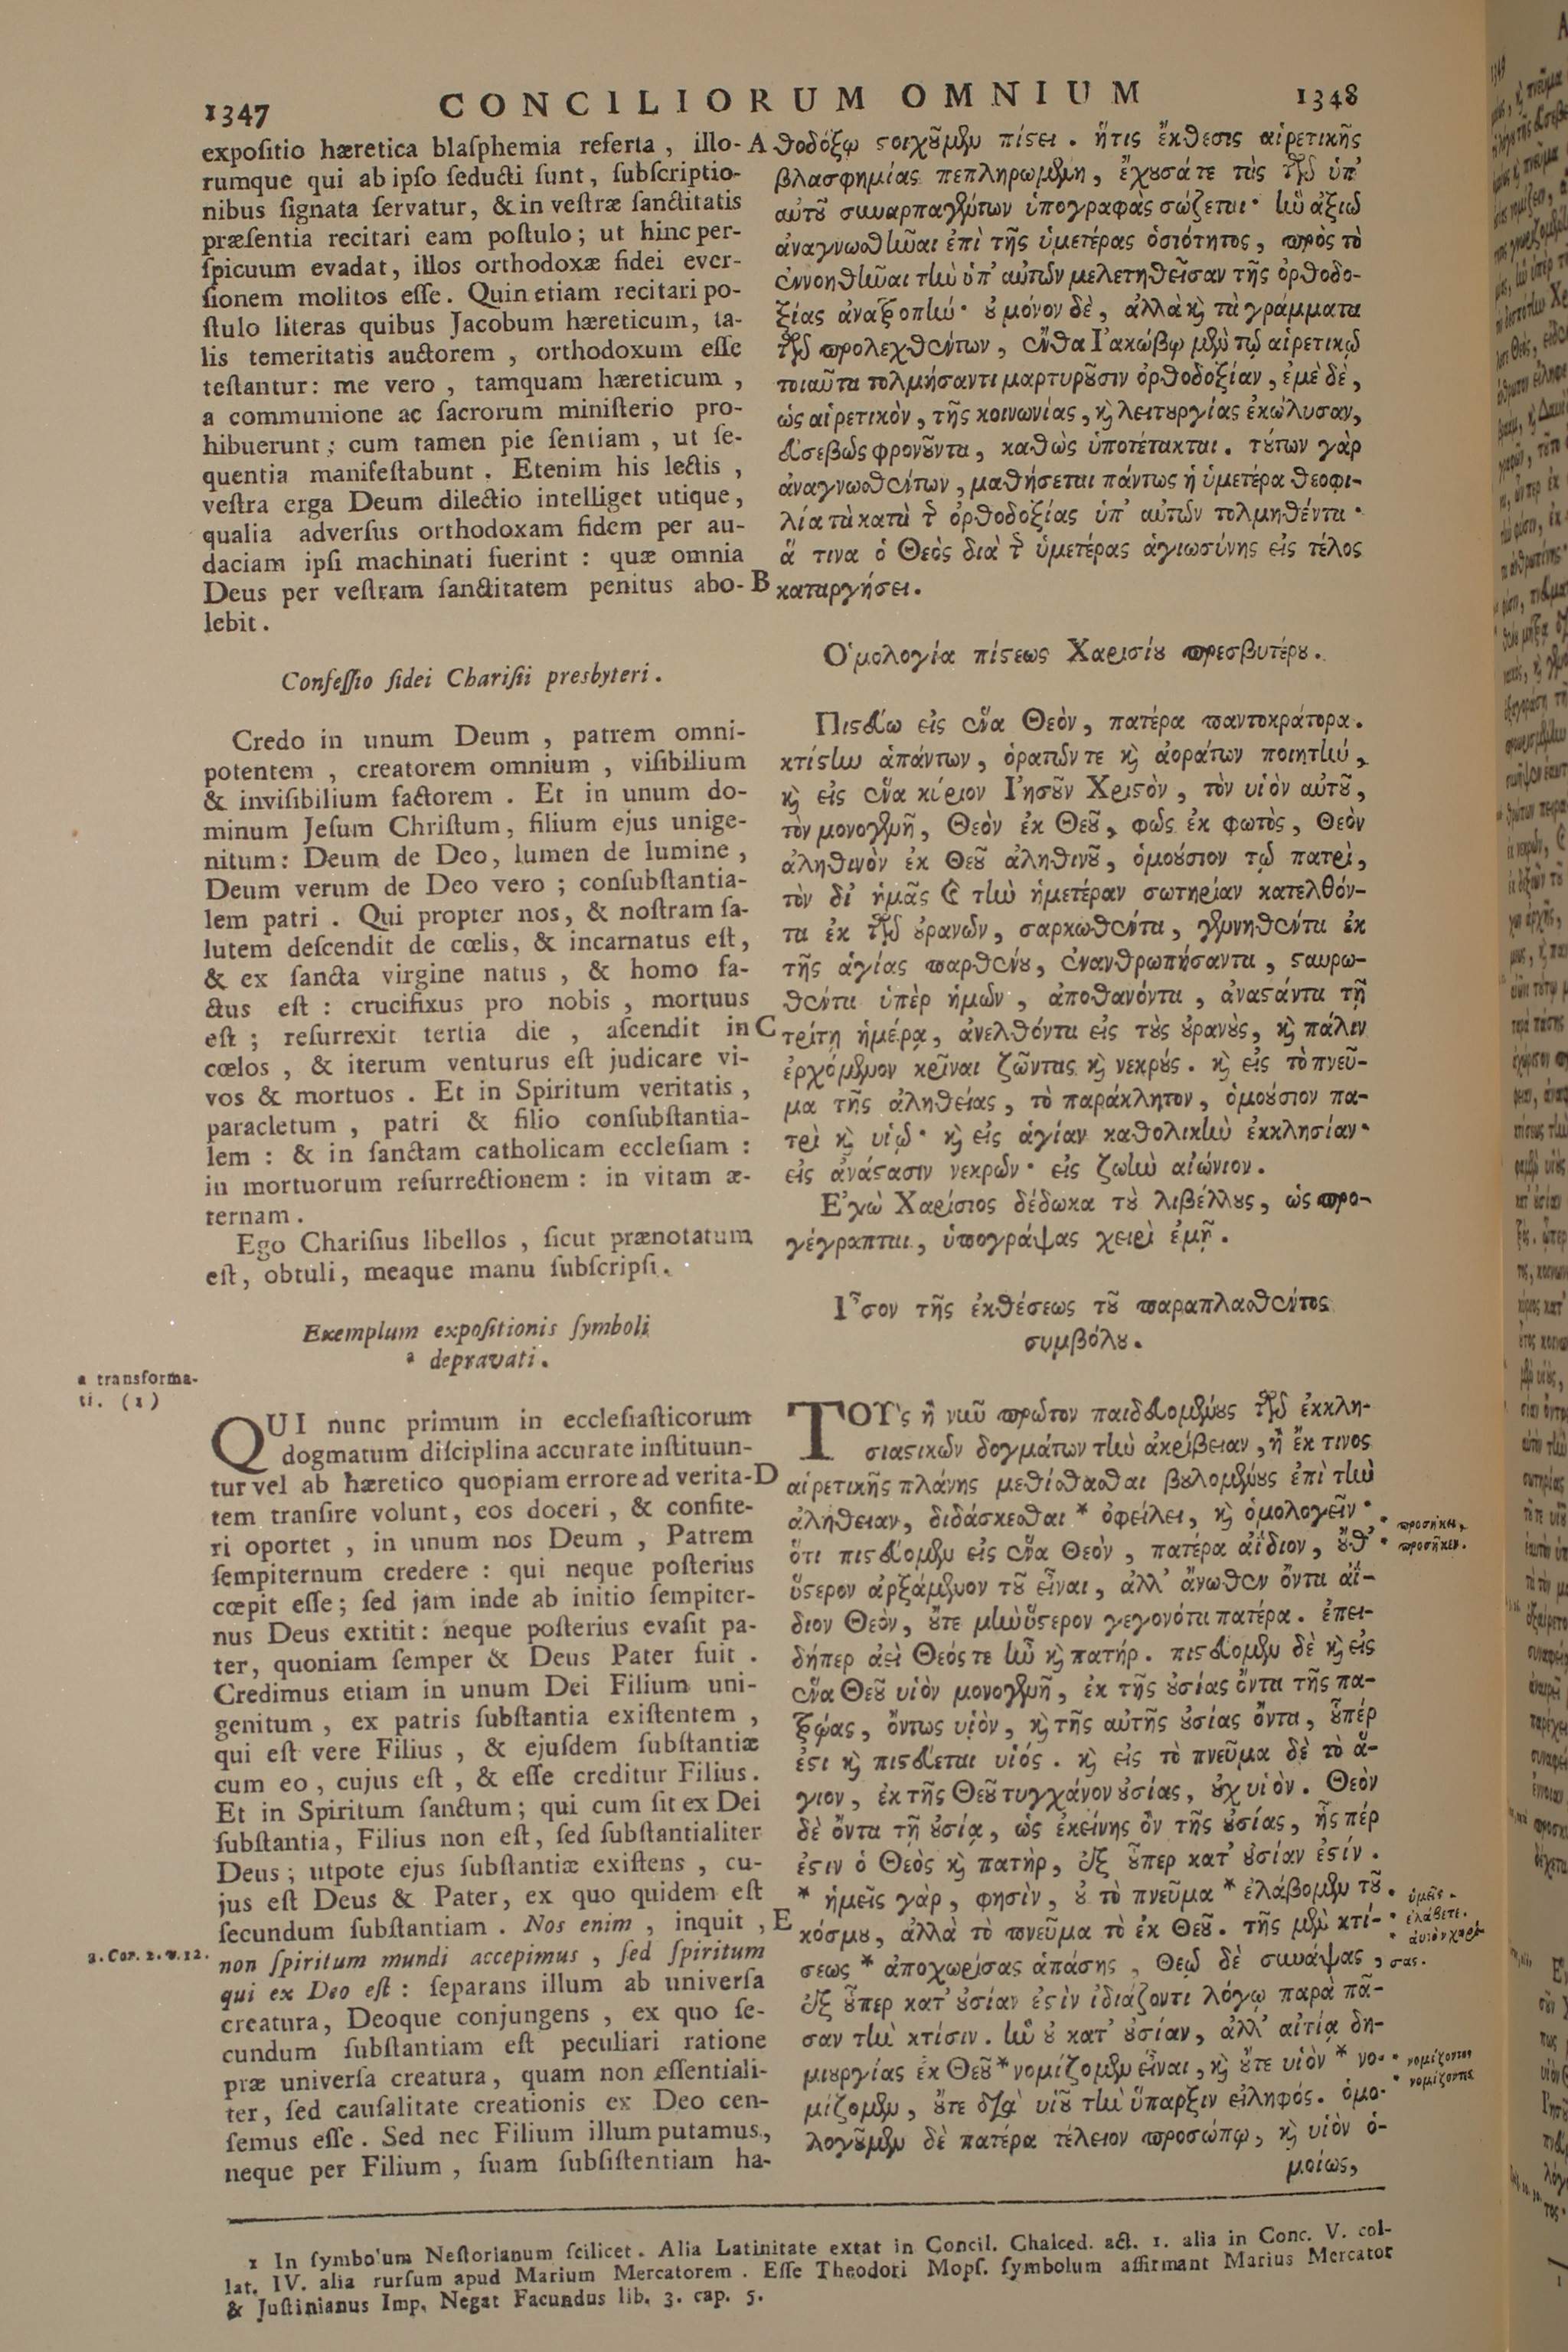 1347 CONCILIORUM OMNIUM 1348
expositio hæretica blasphemia referta, illo- A
rumque qui ab ipso seducti sunt, subscriptio-
nibus signata servatur, & in vestræ sanctitatis
præsentia recitari eam postulo; ut hinc per-
spicuum evadat, illos orthodoxæ fidei ever-
sionem molitos esse. Quin etiam recitari po-
stulo literas quibus Jacobum hæreticum, ta-
lis temeritatis auctorem, orthodoxum esse
testantur: me vero, tamquam hæreticum,
a communione ac sacrorum ministerio pro-
hibuerunt; cum tamen pie sentiam, ut se-
quentia manifestabunt. Etenim his lectis,
vestra erga Deum dilectio intelliget utique,
qualia adversus orthodoxam fidem per au-
daciam ipsi machinati fuerint: quæ omnia
Deus per vestram sanctitatem penitus abo- B
lebit.
Confessio fidei Charisii presbyteri.
Credo in unum Deum, patrem omni-
potentem, creatorem omnium, visibilium
& invisibilium factorem. Et in unum do-
minum Jesum Christum, filium ejus unige-
nitum: Deum de Deo, lumen de lumine,
Deum verum de Deo vero; consubstantia-
lem patri. Qui propter nos, & nostram sa-
lutem descendit de cœlis, & incarnatus est,
& ex sancta virgine natus, & homo fa-
ctus est: crucifixus pro nobis, mortuus
est; resurrexit tertia die, ascendit in C
cœlos, & iterum venturus est judicare vi-
vos & mortuos. Et in Spiritum veritatis,
paracletum, patri & filio consubstantia-
lem: & in sanctam catholicam ecclesiam:
in mortuorum resurrectionem: in vitam æ-
ternam.
Ego Charisius libellos, sicut prænotatum
est, obtuli, meaque manu subscripsi.
Exemplum expositionis symboli
a depravati.
a transforma-
ti. (1)
QUI nunc primum in ecclesiasticorum
dogmatum disciplina accurate instituun-
tur vel ab hæretico quopiam errore ad verita- D
tem transire volunt, eos doceri, & confite-
ri oportet, in unum nos Deum, Patrem
sempiternum credere: qui neque posterius
cœpit esse; sed jam inde ab initio sempiter-
nus Deus extitit: neque posterius evasit pa-
ter, quoniam semper & Deus Pater fuit.
Credimus etiam in unum Dei Filium uni-
genitum, ex patris substantia existentem,
qui est vere Filius, & ejusdem substantiæ
cum eo, cujus est, & esse creditur Filius.
Et in Spiritum sanctum; qui cum sit ex Dei
substantia, Filius non est, sed substantialiter
Deus; utpote ejus substantiæ existens, cu-
jus est Deus & Pater, ex quo quidem est
secundum substantiam. Nos enim, inquit, E
non spiritum mundi accepimus, sed spiritum
qui ex Deo est: separans illum ab universa
creatura, Deoque conjungens, ex quo se-
cundum substantiam est peculiari ratione
præ universa creatura, quam non essentiali-
ter, sed causalitate creationis ex Deo cen-
semus esse. Sed nec Filium illum putamus,
neque per Filium, suam subsistentiam ha-
Cor. 2. v. 12.
θοδόξῳ στοιχοῦμεν πίστει. ἥτις ἔκθεσις αἱρετικῆς
βλασφημίας πεπληρωμένη, ἔχουσά τε τὰς τῶν ὑπ'
αὐτοῦ συναρπαγέντων ὑπογραφὰς σώζεται· ἣν ἀξιῶ
ἀναγνωσθῆναι ἐπὶ τῆς ὑμετέρας ὁσιότητος, πρὸς τὸ
ἐννοηθῆναι τὴν ὑπ' αὐτῶν μελετηθεῖσαν τῆς ὀρθοδο-
ξίας ἀνατροπήν· οὐ μόνον δὲ, ἀλλὰ καὶ τὰ γράμματα
τῶν προλεχθέντων, ἔνθα Ἰακώβῳ μὲν τῷ αἱρετικῷ
τοιαῦτα τολμήσαντι μαρτυροῦσιν ὀρθοδοξίαν, ἐμὲ δὲ,
ὡς αἱρετικὸν, τῆς κοινωνίας, καὶ λειτουργίας ἐκώλυσαν,
εὐσεβῶς φρονοῦντα, καθὼς ὑποτέτακται. τούτων γὰρ
ἀναγνωσθέντων, μαθήσεται πάντως ἡ ὑμετέρα θεοφι-
λία τὰ κατὰ τῆς ὀρθοδοξίας ὑπ' αὐτῶν τολμηθέντα·
ἅ τινα ὁ Θεὸς διὰ τῆς ὑμετέρας ἁγιωσύνης εἰς τέλος
καταργήσει.
Ὁμολογία πίστεως Χαρισίου πρεσβυτέρου.
Πιστεύω εἰς ἕνα Θεὸν, πατέρα παντοκράτορα.
κτίστην ἁπάντων, ὁρατῶν τε καὶ ἀοράτων ποιητήν,
καὶ εἰς ἕνα κύριον Ἰησοῦν Χριστὸν, τὸν υἱὸν αὐτοῦ,
τὸν μονογενῆ, Θεὸν ἐκ Θεοῦ, φῶς ἐκ φωτὸς, Θεὸν
ἀληθινὸν ἐκ Θεοῦ ἀληθινοῦ, ὁμοούσιον τῷ πατρὶ,
τὸν δι' ἡμᾶς καὶ τὴν ἡμετέραν σωτηρίαν κατελθόν-
τα ἐκ τῶν οὐρανῶν, σαρκωθέντα, γεννηθέντα ἐκ
τῆς ἁγίας παρθένου, ἐνανθρωπήσαντα, σταυρω-
θέντα ὑπὲρ ἡμῶν, ἀποθανόντα, ἀναστάντα τῇ
τρίτῃ ἡμέρᾳ, ἀνελθόντα εἰς τοὺς οὐρανοὺς, καὶ πάλιν
ἐρχόμενον κρῖναι ζῶντας καὶ νεκρούς. καὶ εἰς τὸ πνεῦ-
μα τῆς ἀληθείας, τὸ παράκλητον, ὁμοούσιον πα-
τρὶ καὶ υἱῷ· καὶ εἰς ἁγίαν καθολικὴν ἐκκλησίαν·
εἰς ἀνάστασιν νεκρῶν· εἰς ζωὴν αἰώνιον.
Ἐγὼ Χαρίσιος δέδωκα τοὺ λιβέλλους, ὡς προ-
γέγραπται, ὑπογράψας χειρὶ ἐμῇ.
Ἶσον τῆς ἐκθέσεως τοῦ παραπλασθέντος
συμβόλου.
ΤΟΥ῾ς ἢ νῦν πρῶτον παιδευομένους τῶν ἐκκλη-
σιαστικῶν δογμάτων τὴν ἀκρίβειαν, ἢ ἔκ τινος
αἱρετικῆς πλάνης μεθίστασθαι βουλομένους ἐπὶ τὴν
ἀλήθειαν, διδάσκεσθαι * ὀφείλει, καὶ ὁμολογεῖν·
ὅτι πιστεύομεν εἰς ἕνα Θεὸν, πατέρα ἀΐδιον, οὔθ'
ὕστερον ἀρξάμενον τοῦ εἶναι, ἀλλ' ἄνωθεν ὄντα ἀΐ-
διον Θεὸν, οὔτε μὴν ὕστερον γεγονότα πατέρα. ἐπει-
δήπερ ἀεὶ Θεός τε ἦν καὶ πατήρ. πιστεύομεν δὲ καὶ εἰς
ἕνα Θεοῦ υἱὸν μονογενῆ, ἐκ τῆς οὐσίας ὄντα τῆς πα-
τρῴας, ὄντως υἱὸν, καὶ τῆς αὐτῆς οὐσίας ὄντα, οὗπέρ
ἐστι καὶ πιστεύεται υἱός. καὶ εἰς τὸ πνεῦμα δὲ τὸ ἅ-
γιον, ἐκ τῆς Θεοῦ τυγχάνον οὐσίας, οὐχ υἱὸν. Θεὸν
δὲ ὄντα τῇ οὐσίᾳ, ὡς ἐκείνης ὂν τῆς οὐσίας, ἧς πέρ
ἐστιν ὁ Θεὸς καὶ πατὴρ, ἐξ οὗπερ κατ' οὐσίαν ἐστίν.
* ἡμεῖς γὰρ, φησὶν, οὐ τὸ πνεῦμα * ἐλάβομεν τοῦ
κόσμου, ἀλλὰ τὸ πνεῦμα τὸ ἐκ Θεοῦ. τῆς μὲν κτί-
σεως * ἀποχωρίσας ἁπάσης, Θεῷ δὲ συνάψας,
ἐξ οὗπερ κατ' οὐσίαν ἐστὶν ἰδιάζοντι λόγῳ παρὰ πᾶ-
σαν τὴν κτίσιν. ἣν οὐ κατ' οὐσίαν, ἀλλ' αἰτίᾳ δη-
μιουργίας ἐκ Θεοῦ * νομίζομεν εἶναι, καὶ οὔτε υἱὸν * νο-
μίζομεν, οὔτε διὰ υἱοῦ τὴν ὕπαρξιν εἰληφός. ὁμο-
λογοῦμεν δὲ πατέρα τέλειον προσώπῳ, καὶ υἱὸν ὁ-
μοίως,
* προσήκει,
* προσῆκεν.
* ὑμεῖς.
* ἐλάβετε.
σας.
* νομίζοντος
* νομίζοντες
1 In symbolum Nestorianum scilicet. Alia Latinitate extat in Concil. Chalced. act. 1. alia in Conc. V. col-
lat. IV. alia rursum apud Marium Mercatorem. Esse Theodori Mops. symbolum affirmant Marius Mercator
& Justinianus Imp. Negat Facundus lib. 3. cap. 5.